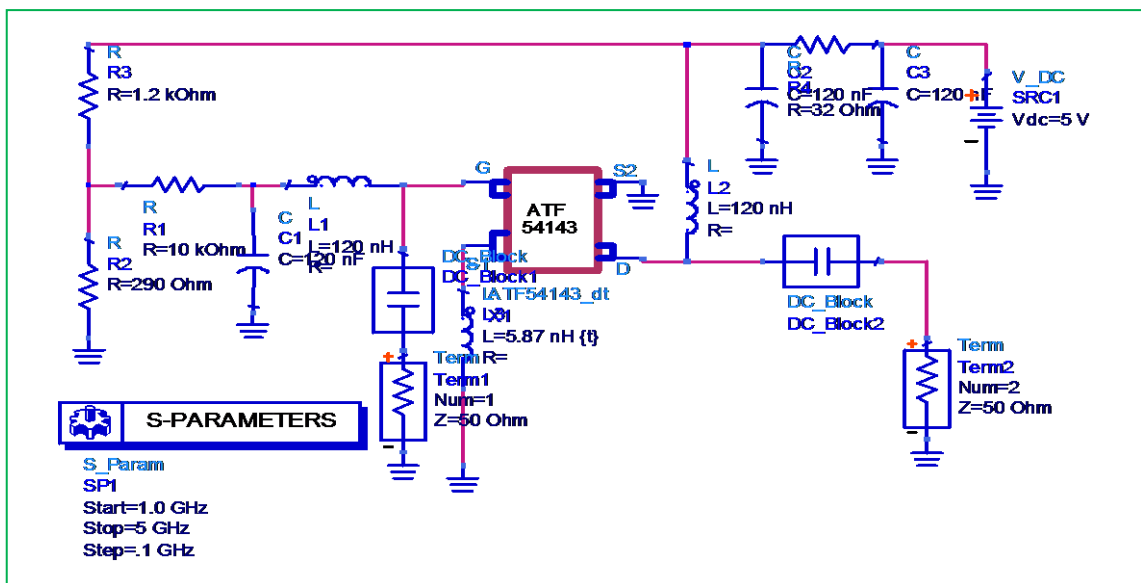 R
R3
R=1.2 kOhm
C
C2
C=120 nF
R
R4
R=32 Ohm
C
C3
C=120 nF
V_DC
SRC1
Vdc=5 V
+
-
R
R1
R=10 kOhm
R
R2
R=290 Ohm
C
C1
C=120 nF
L
L1
L=120 nH
R=
G
S2
S1
D
ATF
54143
L
L2
L=120 nH
R=
DC_Block
DC_Block1
ATF54143_dt
X1
L
L=5.87 nH {t}
R=
DC_Block
DC_Block2
+
Term
Term1
Num=1
Z=50 Ohm
-
+
Term
Term2
Num=2
Z=50 Ohm
-
S-PARAMETERS
S_Param
SP1
Start=1.0 GHz
Stop=5 GHz
Step=.1 GHz